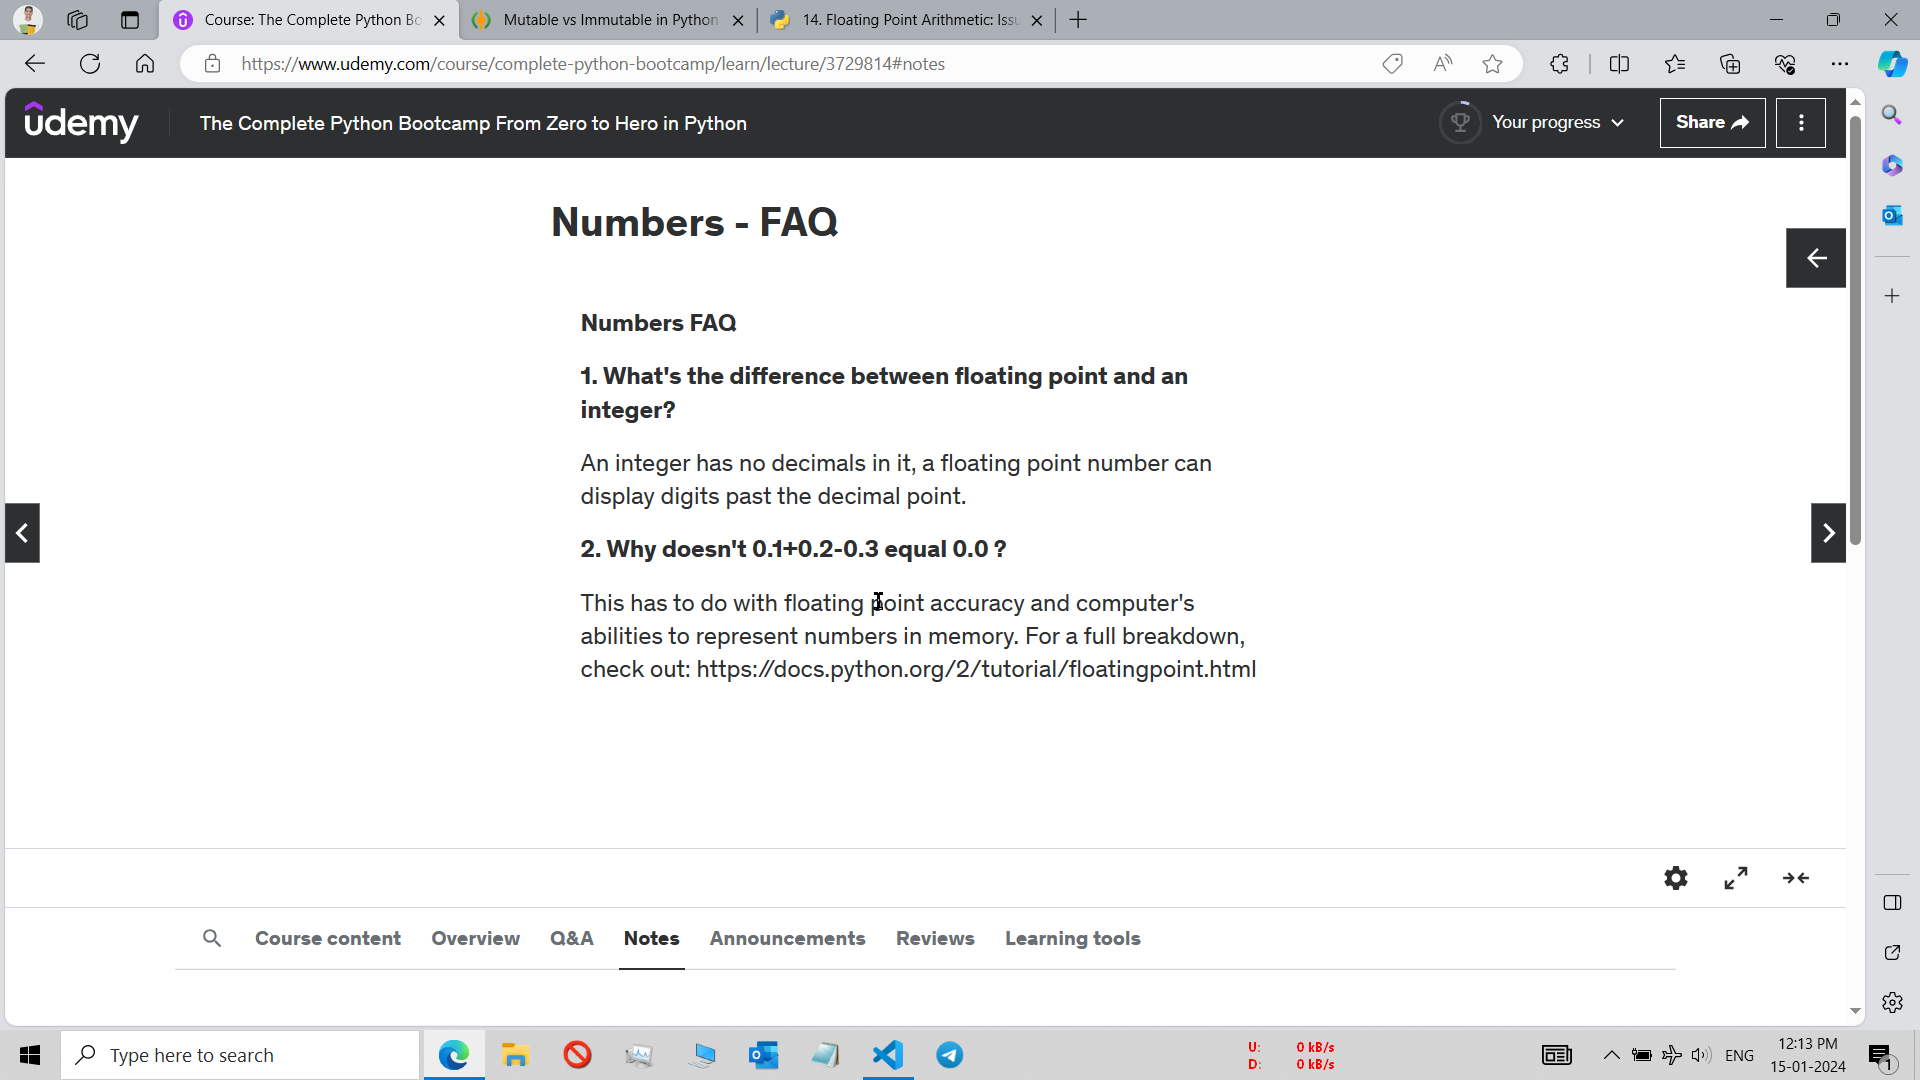 Course: The Complete Python Bo
Mutable vs Immutable in Python
14. Floating Point Arithmetic: Issu
https://www.udemy.com/course/complete-python-bootcamp/learn/lecture/3729814#notes
udemy
The Complete Python Bootcamp From Zero to Hero in Python
Your progress
Share
Numbers - FAQ
Numbers FAQ
1. What's the difference between floating point and an
integer?
An integer has no decimals in it, a floating point number can
display digits past the decimal point.
2. Why doesn't 0.1+0.2-0.3 equal 0.0 ?
This has to do with floating point accuracy and computer's
abilities to represent numbers in memory. For a full breakdown,
check out: https://docs.python.org/2/tutorial/floatingpoint.html
Course content
Overview
Q&A
Notes
Announcements
Reviews
Learning tools
Type here to search
U: 0 kB/s
D: 0 kB/s
ENG
12:13 PM
15-01-2024
1